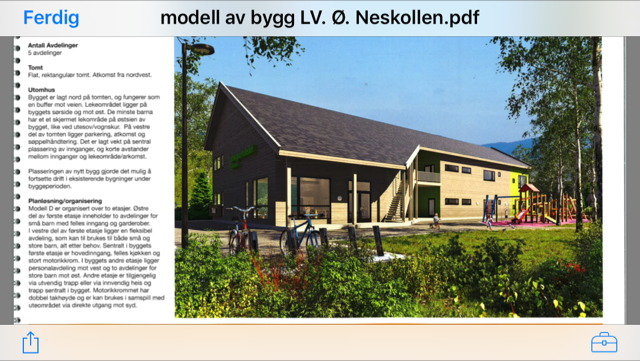 Ferdig
modell av bygg LV. Ø. Neskollen.pdf
Antall Avdelinger
5 avdelinger
Tomt
Flat, rektangulær tomt. Atkomst fra nordvest.
Utomhus
Bygget er lagt nord på tomten, og fungerer som
en buffer mot veien. Lekeområdet ligger på
byggets sørside og mot øst. De minste barna
har et et skjermet lekområde på østsien av
bygget, like ved utesov/vognskur. På vestre
del av tomten ligger parkering, atkomst og
søppelhåndtering. Det er lagt vekt på sentral
plassering av innganger, og korte avstander
mellom innganger og lekeområde/arkomst.
Plasseringen av nytt bygg gjorde det mulig å
fortsette drift i eksisterende bygninger under
byggeperioden.
Planløsning/organisering
Modell D er organisert over to etasjer. Østre
del av første etasje inneholder to avdelinger for
små barn med felles inngang og garderober.
I vestre del av første etasje ligger en fleksibel
avdeling, som kan til brukes til både små og
store barn, alt etter behov. Sentralt i byggets
første etasje er hovedinngang, felles kjøkken og
stort motorikkrom. I byggets andre etasje ligger
personalavdeling mot vest og to avdelinger for
store barn mot øst. Andre etasje er tilgjengelig
via utvendig trapp eller via innvendig heis og
trapp sentralt i bygget. Motorikkrommet har
dobbel takhøyde og er kan brukes i samspill med
uteområdet via direkte utgang mot syd.